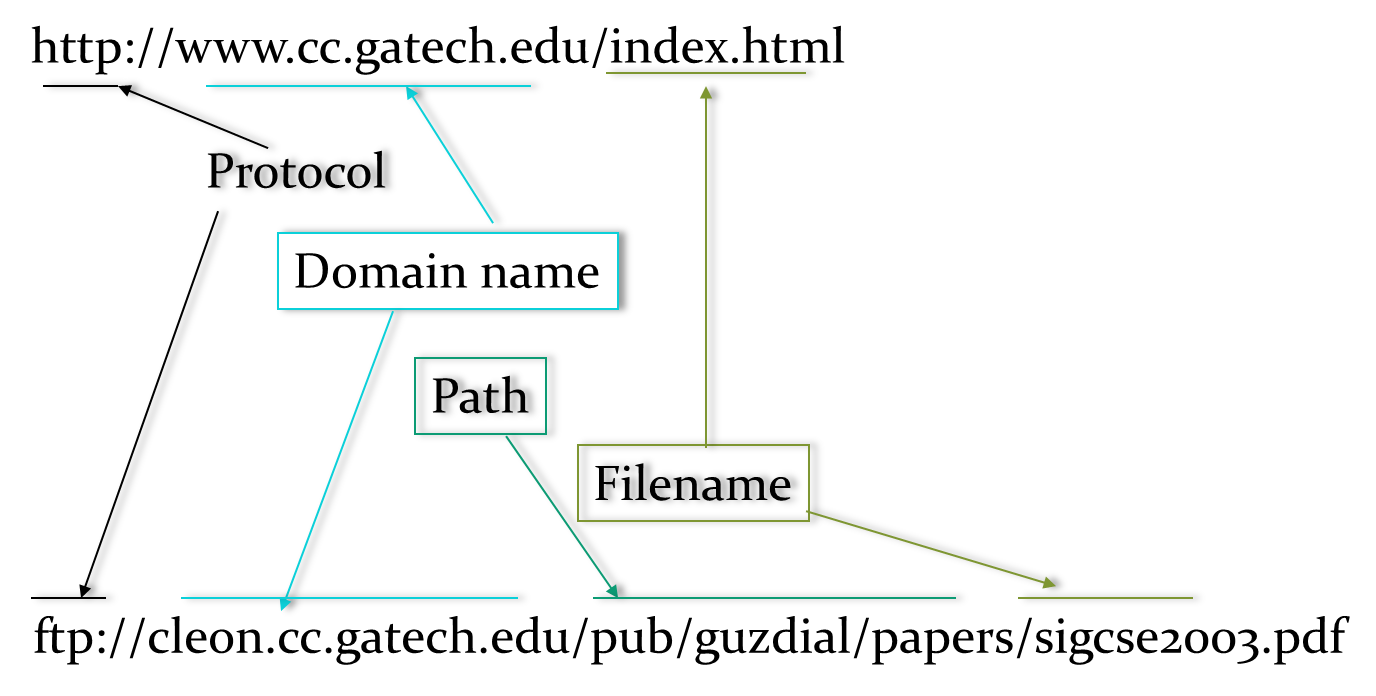 http://www.cc.gatech.edu/index.html
Protocol
Domain name
Path
Filename
ftp://cleon.cc.gatech.edu/pub/guzdial/papers/sigcse2003.pdf